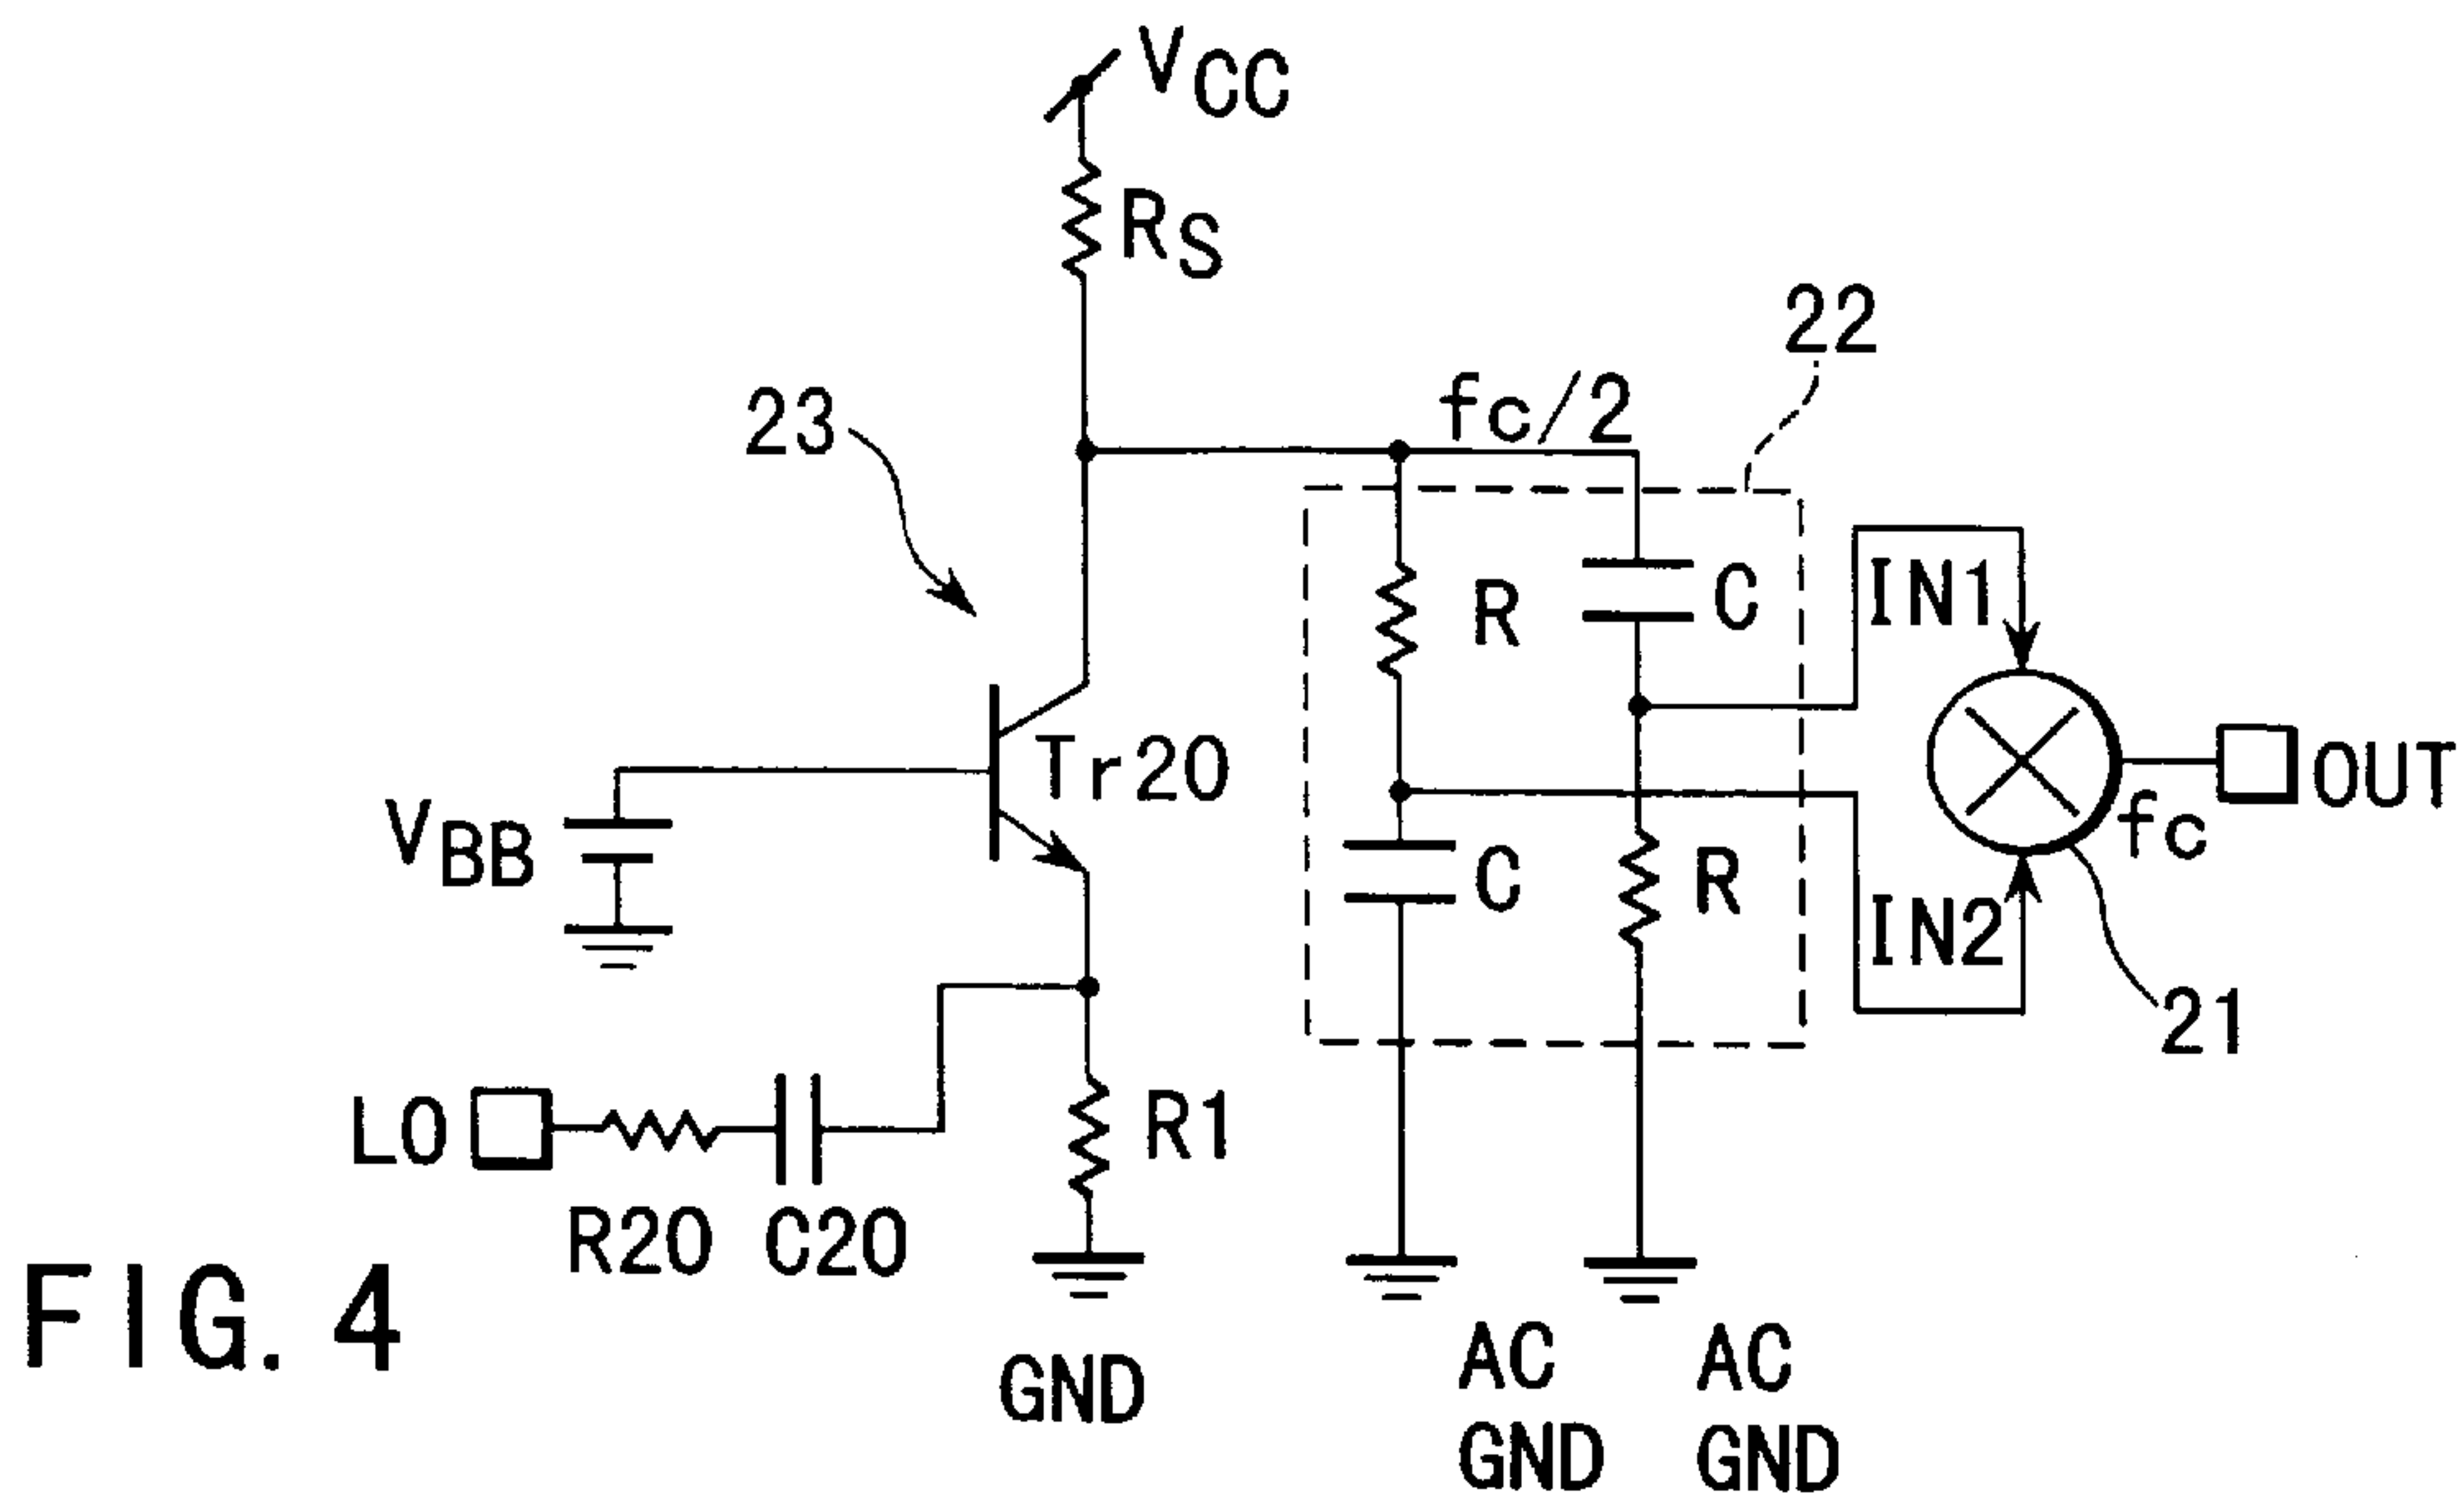 VCC
RS
22
23
fc/2
R
C
IN1
Tr20
OUT
VBB
fc
C
R
IN2
21
LO
R1
R20
C20
GND
AC GND
AC GND
FIG. 4